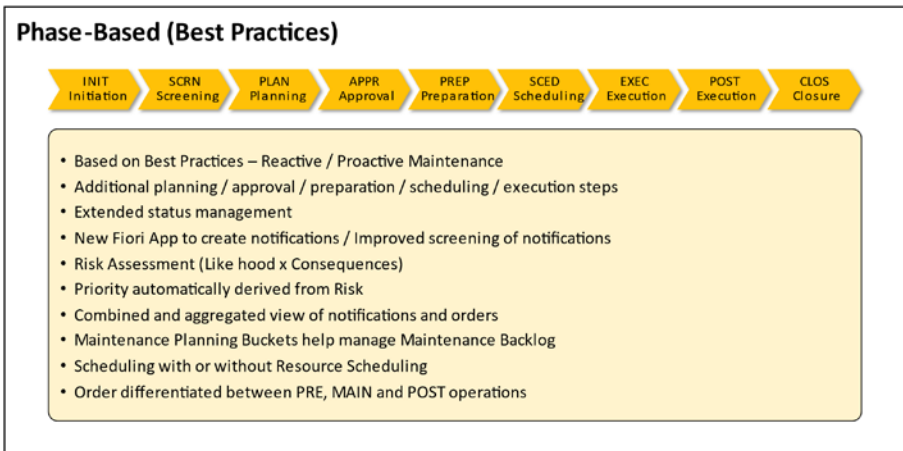 Phase-Based (Best Practices)
INIT
Initiation
SCRN
Screening
PLAN
Planning
APPR
Approval
PREP
Preparation
SCED
Scheduling
EXEC
Execution
POST
Execution
CLOS
Closure
• Based on Best Practices – Reactive / Proactive Maintenance
• Additional planning / approval / preparation / scheduling / execution steps
• Extended status management
• New Fiori App to create notifications / Improved screening of notifications
• Risk Assessment (Like hood x Consequences)
• Priority automatically derived from Risk
• Combined and aggregated view of notifications and orders
• Maintenance Planning Buckets help manage Maintenance Backlog
• Scheduling with or without Resource Scheduling
• Order differentiated between PRE, MAIN and POST operations